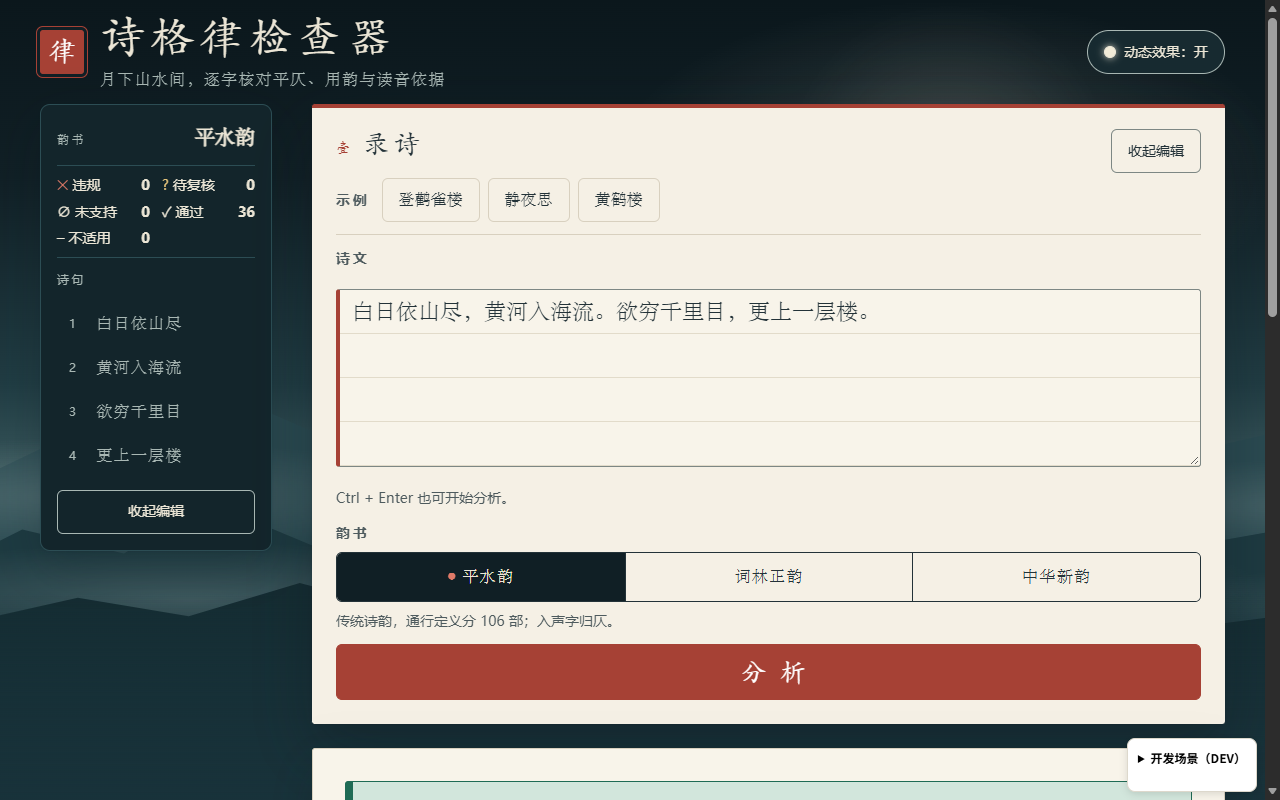 律
诗格律检查器
月下山水间，逐字核对平仄、用韵与读音依据
动态效果：开
韵书 平水韵
× 违规 0 ? 待复核 0
⊘ 未支持 0 ✓ 通过 36
– 不适用 0
诗句
1 白日依山尽
2 黄河入海流
3 欲穷千里目
4 更上一层楼
收起编辑
壹 录诗
收起编辑
示例 登鹳雀楼 静夜思 黄鹤楼
诗文
白日依山尽，黄河入海流。欲穷千里目，更上一层楼。
Ctrl + Enter 也可开始分析。
韵书
平水韵 词林正韵 中华新韵
传统诗韵，通行定义分 106 部；入声字归仄。
分析
▶ 开发场景（DEV）